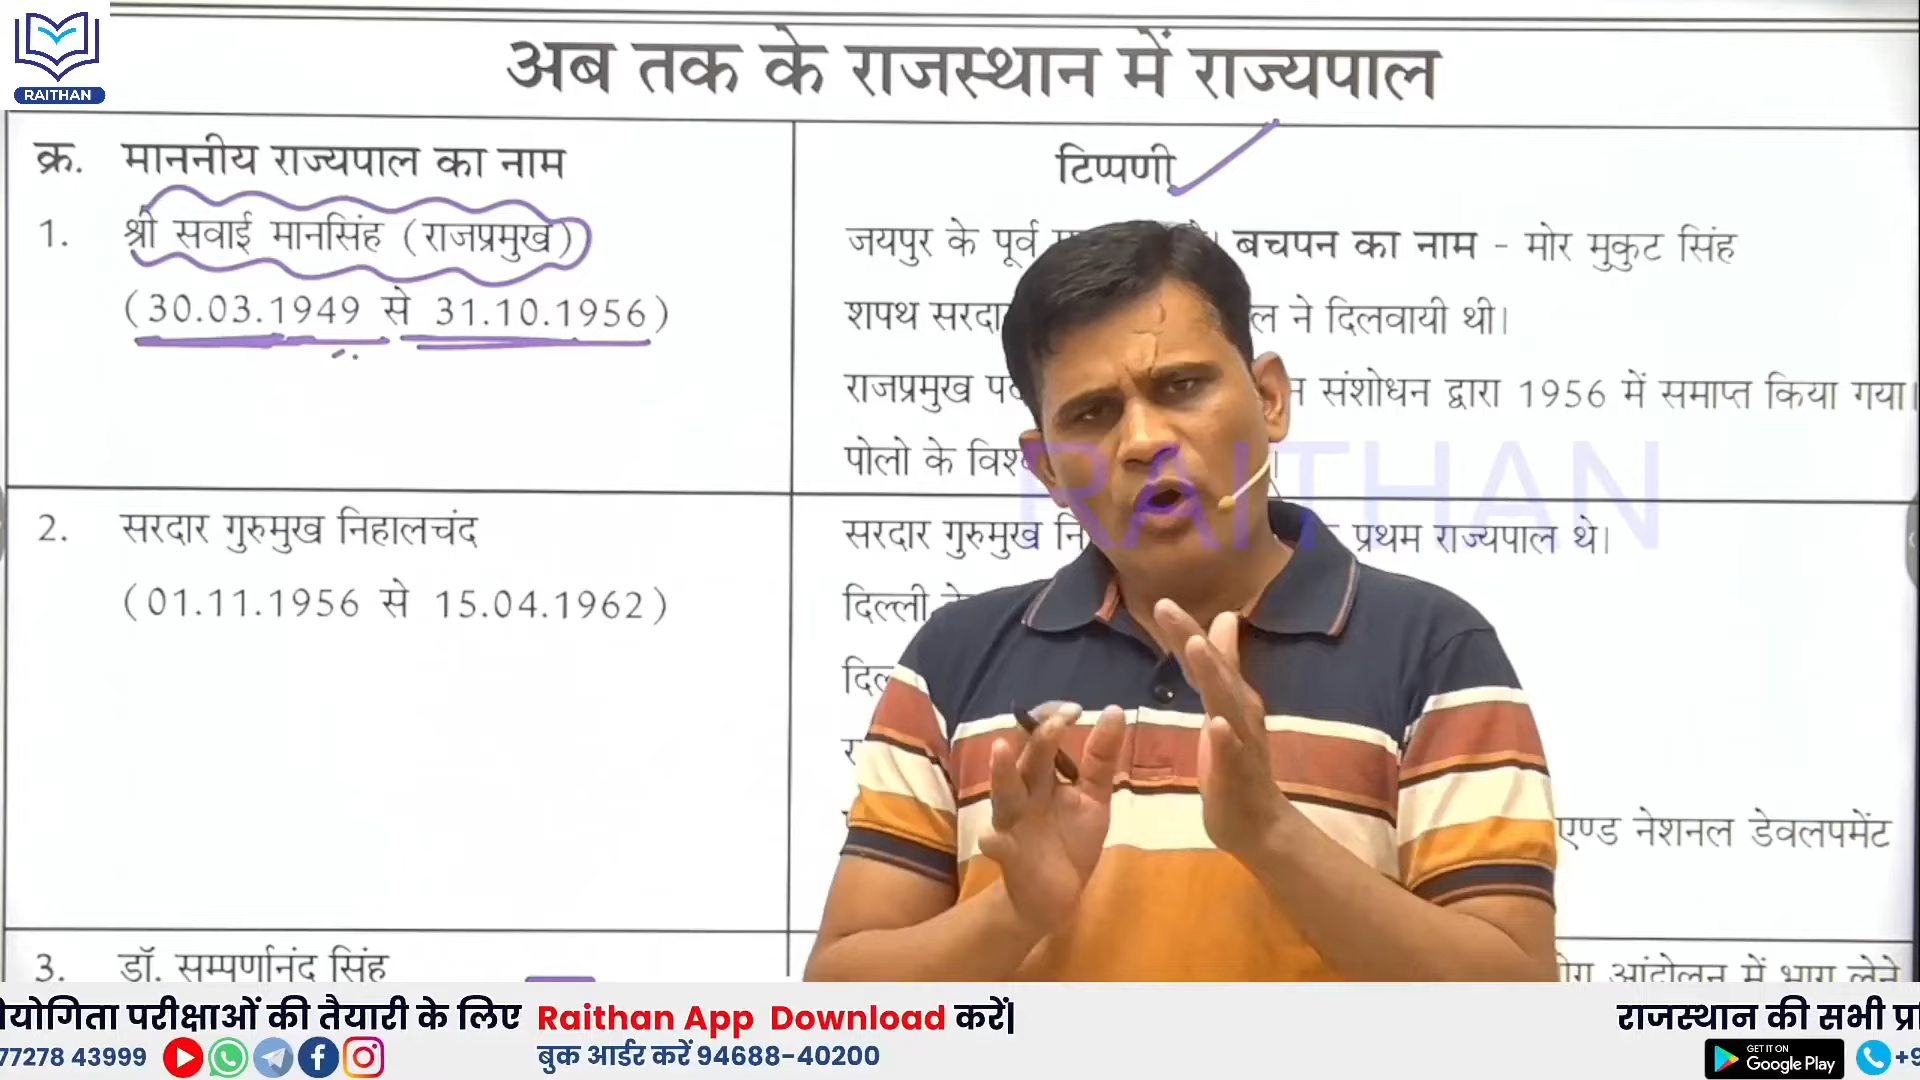 RAITHAN
अब तक के राजस्थान में राज्यपाल
क्र. माननीय राज्यपाल का नाम
टिप्पणी
1. श्री सवाई मानसिंह (राजप्रमुख)
(30.03.1949 से 31.10.1956)
जयपुर के पूर्व बचपन का नाम - मोर मुकुट सिंह
शपथ ने दिलवायी थी।
राजप्रमुख संशोधन द्वारा 1956 में समाप्त किया गया।
पोलो के
RAITHAN
2. सरदार गुरुमुख निहालचंद
(01.11.1956 से 15.04.1962)
सरदार गुरुमुख प्रथम राज्यपाल थे।
दिल्ली
एण्ड नेशनल डेवलपमेंट
3. डॉ. सम्पूर्णानंद सिंह
आंदोलन में भाग लेने
परीक्षाओं की तैयारी के लिए Raithan App Download करें|
राजस्थान की सभी
77278 43999
बुक आर्डर करें 94688-40200
GET IT ON
Google Play